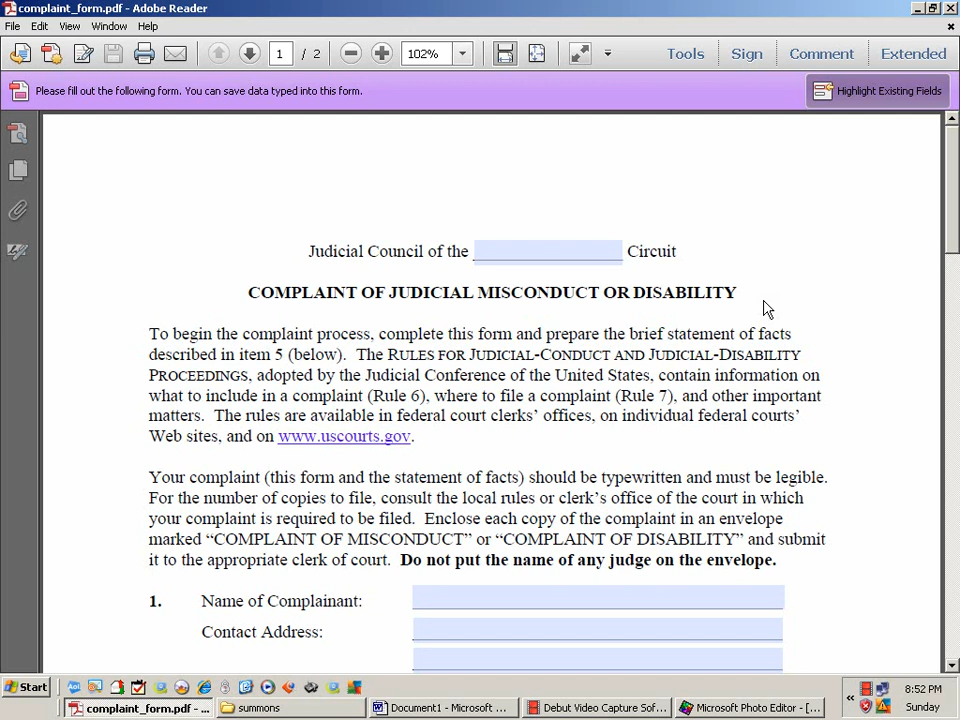 complaint_form.pdf - Adobe Reader
File Edit View Window Help
1 / 2 102% Tools Sign Comment Extended
Please fill out the following form. You can save data typed into this form. Highlight Existing Fields
Judicial Council of the Circuit
COMPLAINT OF JUDICIAL MISCONDUCT OR DISABILITY
To begin the complaint process, complete this form and prepare the brief statement of facts
described in item 5 (below). The RULES FOR JUDICIAL-CONDUCT AND JUDICIAL-DISABILITY
PROCEEDINGS, adopted by the Judicial Conference of the United States, contain information on
what to include in a complaint (Rule 6), where to file a complaint (Rule 7), and other important
matters. The rules are available in federal court clerks’ offices, on individual federal courts’
Web sites, and on www.uscourts.gov.
Your complaint (this form and the statement of facts) should be typewritten and must be legible.
For the number of copies to file, consult the local rules or clerk’s office of the court in which
your complaint is required to be filed. Enclose each copy of the complaint in an envelope
marked “COMPLAINT OF MISCONDUCT” or “COMPLAINT OF DISABILITY” and submit
it to the appropriate clerk of court. Do not put the name of any judge on the envelope.
1. Name of Complainant:
Contact Address:
Start 8:52 PM
complaint_form.pdf - ... summons Document1 - Microsoft ... Debut Video Capture Sof... Microsoft Photo Editor - [... Sunday